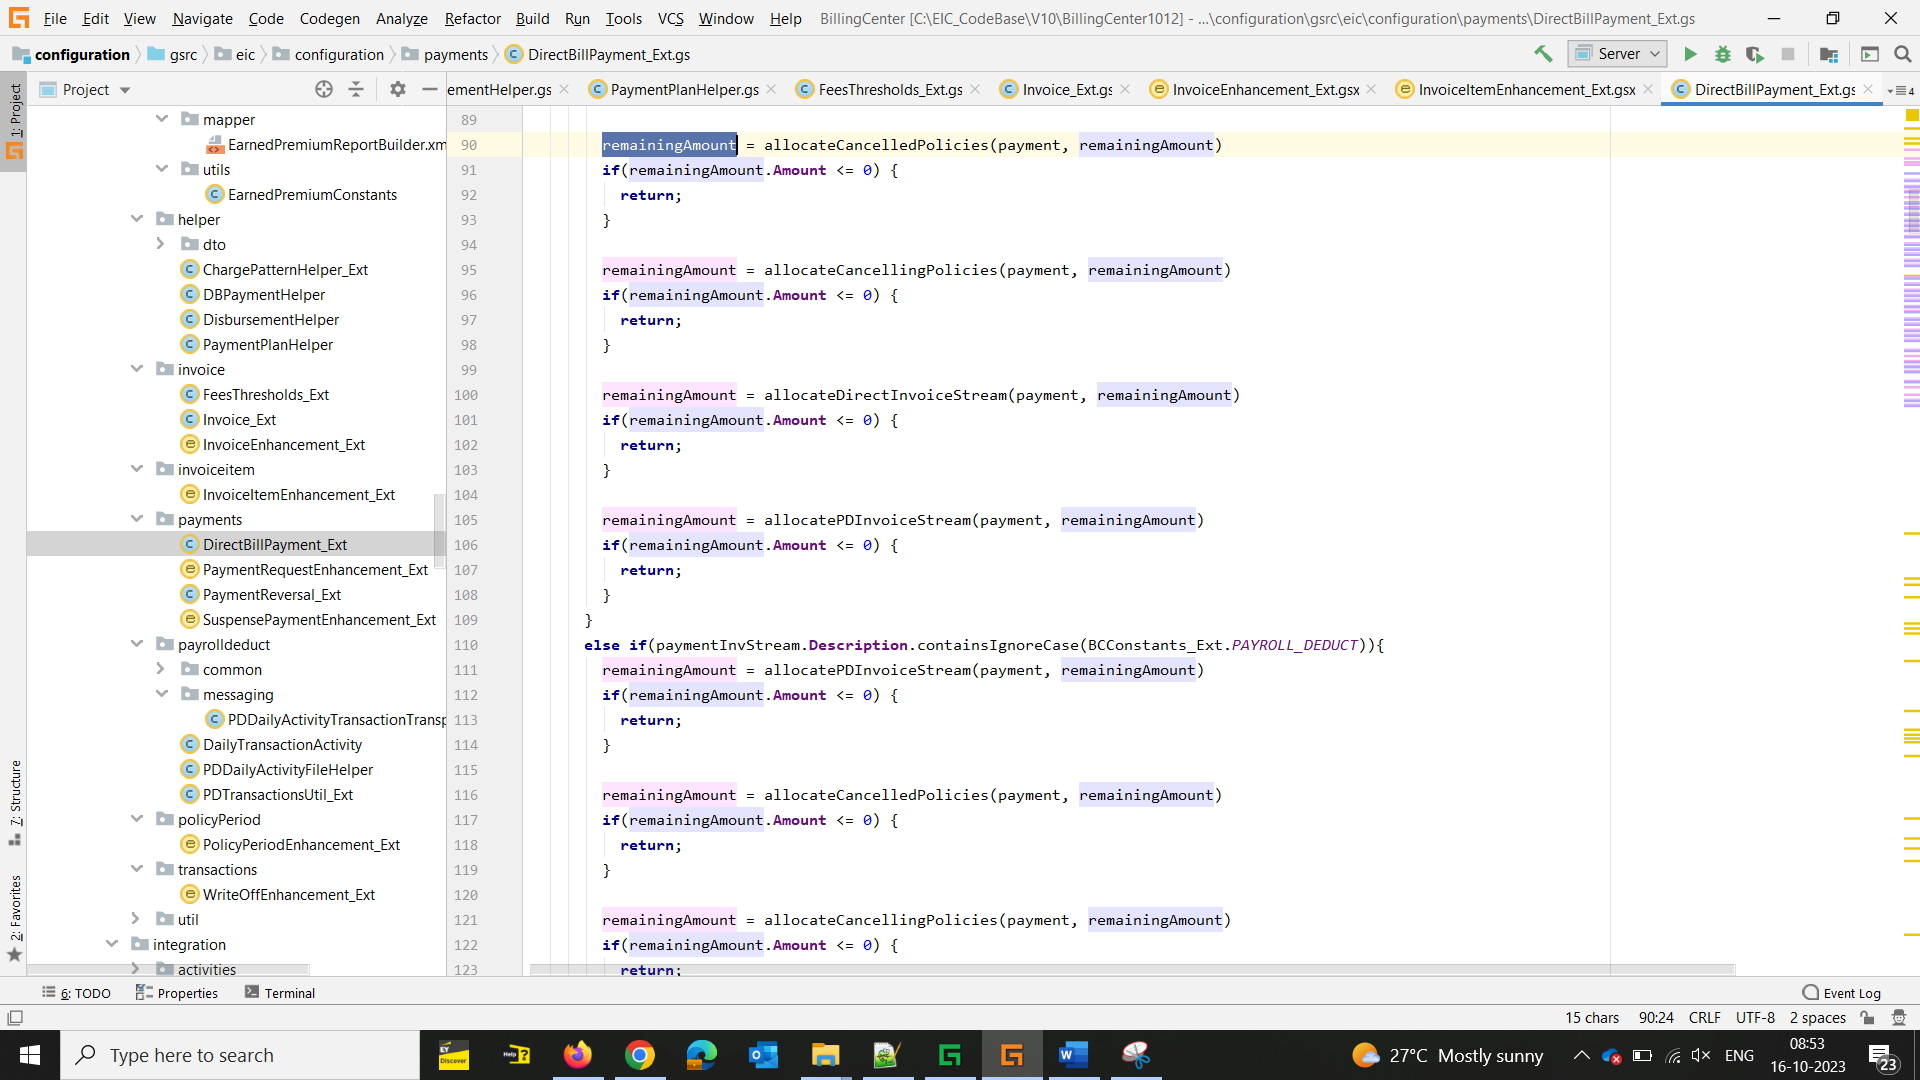 File Edit View Navigate Code Codegen Analyze Refactor Build Run Tools VCS Window Help BillingCenter [C:\EIC_CodeBase\V10\BillingCenter1012] - ...\configuration\gsrc\eic\configuration\payments\DirectBillPayment_Ext.gs
configuration gsrc eic configuration payments DirectBillPayment_Ext.gs Server
Project ementHelper.gs PaymentPlanHelper.gs FeesThresholds_Ext.gs Invoice_Ext.gs InvoiceEnhancement_Ext.gsx InvoiceItemEnhancement_Ext.gsx DirectBillPayment_Ext.gs 4
1: Project
7: Structure
2: Favorites
mapper
EarnedPremiumReportBuilder.xm
utils
EarnedPremiumConstants
helper
dto
ChargePatternHelper_Ext
DBPaymentHelper
DisbursementHelper
PaymentPlanHelper
invoice
FeesThresholds_Ext
Invoice_Ext
InvoiceEnhancement_Ext
invoiceitem
InvoiceItemEnhancement_Ext
payments
DirectBillPayment_Ext
PaymentRequestEnhancement_Ext
PaymentReversal_Ext
SuspensePaymentEnhancement_Ext
payrolldeduct
common
messaging
PDDailyActivityTransactionTransp
DailyTransactionActivity
PDDailyActivityFileHelper
PDTransactionsUtil_Ext
policyPeriod
PolicyPeriodEnhancement_Ext
transactions
WriteOffEnhancement_Ext
util
integration
activities
89
90 remainingAmount = allocateCancelledPolicies(payment, remainingAmount)
91 if(remainingAmount.Amount <= 0) {
92 return;
93 }
94
95 remainingAmount = allocateCancellingPolicies(payment, remainingAmount)
96 if(remainingAmount.Amount <= 0) {
97 return;
98 }
99
100 remainingAmount = allocateDirectInvoiceStream(payment, remainingAmount)
101 if(remainingAmount.Amount <= 0) {
102 return;
103 }
104
105 remainingAmount = allocatePDInvoiceStream(payment, remainingAmount)
106 if(remainingAmount.Amount <= 0) {
107 return;
108 }
109 }
110 else if(paymentInvStream.Description.containsIgnoreCase(BCConstants_Ext.PAYROLL_DEDUCT)){
111 remainingAmount = allocatePDInvoiceStream(payment, remainingAmount)
112 if(remainingAmount.Amount <= 0) {
113 return;
114 }
115
116 remainingAmount = allocateCancelledPolicies(payment, remainingAmount)
117 if(remainingAmount.Amount <= 0) {
118 return;
119 }
120
121 remainingAmount = allocateCancellingPolicies(payment, remainingAmount)
122 if(remainingAmount.Amount <= 0) {
123 return;
6: TODO Properties Terminal Event Log
15 chars 90:24 CRLF UTF-8 2 spaces
Type here to search EY Discover Help ? 27°C Mostly sunny ENG 08:53
16-10-2023 23